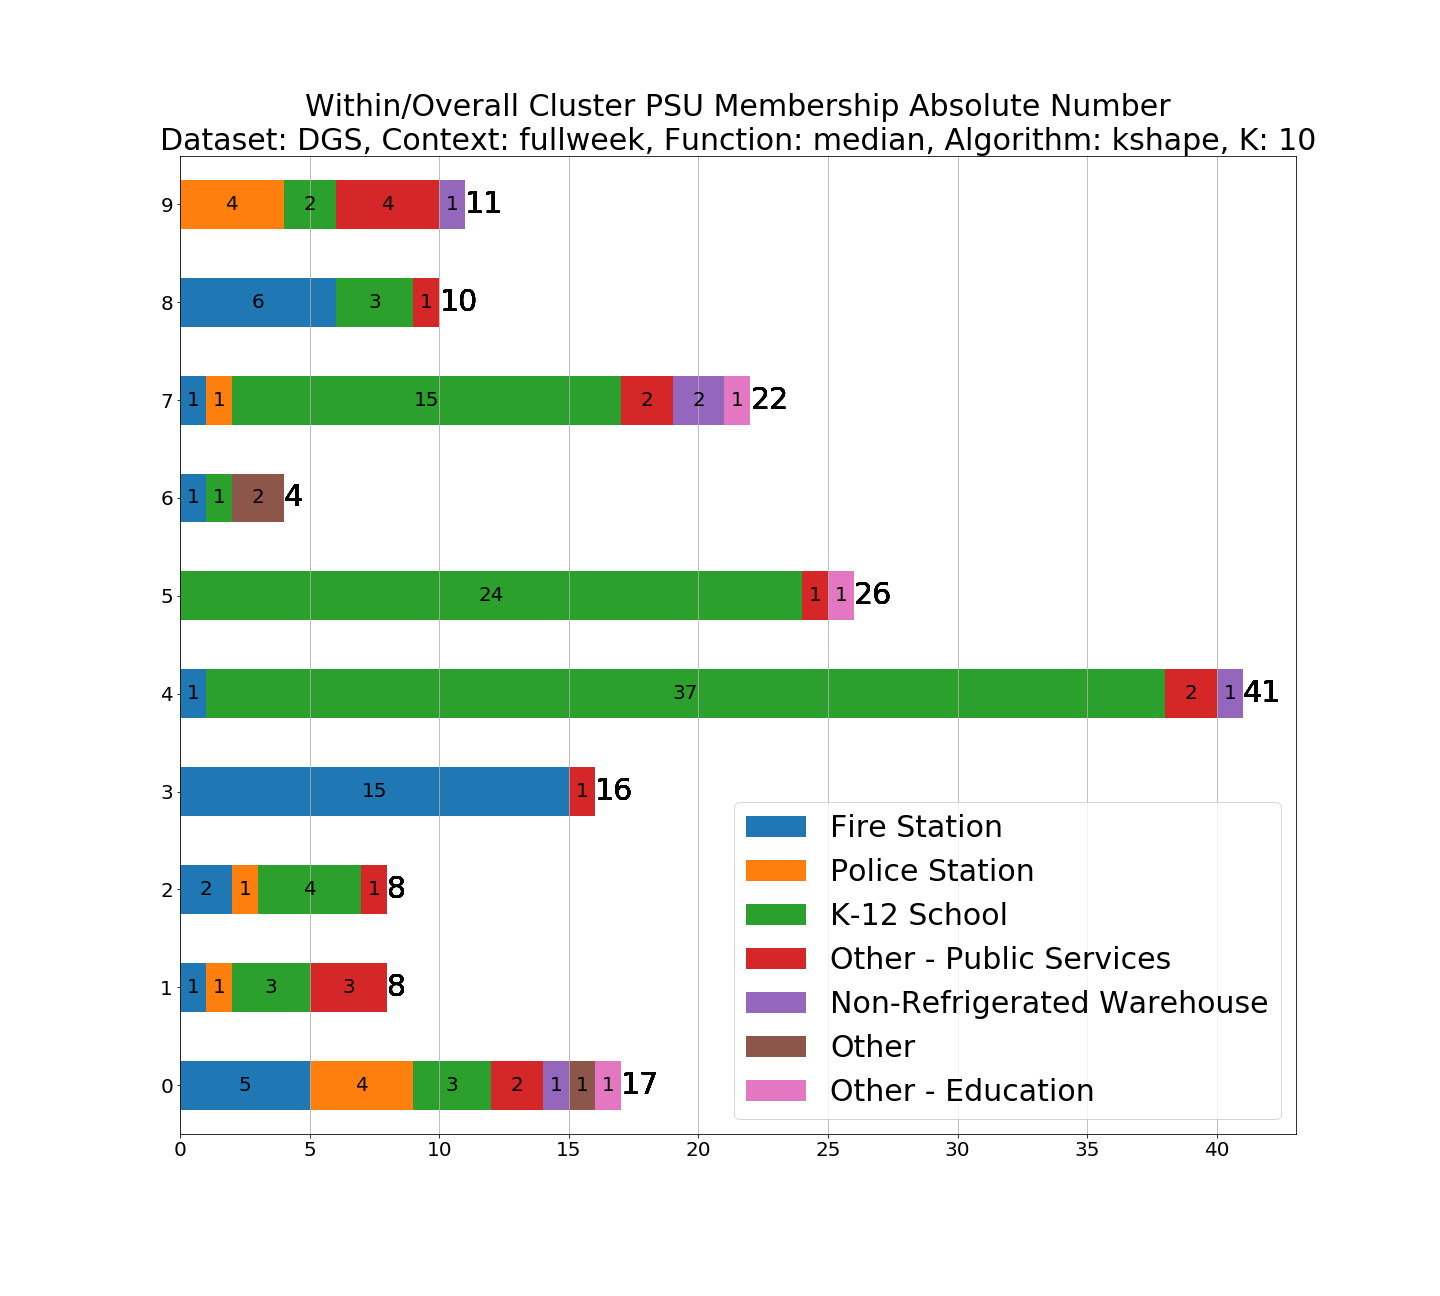 Within/Overall Cluster PSU Membership Absolute Number
Dataset: DGS, Context: fullweek, Function: median, Algorithm: kshape, K: 10
9 4 2 4 1 11
8 6 3 1 10
7 1 1 15 2 2 1 22
6 1 1 2 4
5 24 1 1 26
4 1 37 2 1 41
3 15 1 16
2 2 1 4 1 8
1 1 1 3 3 8
0 5 4 3 2 1 1 1 17
Fire Station
Police Station
K-12 School
Other - Public Services
Non-Refrigerated Warehouse
Other
Other - Education
0 5 10 15 20 25 30 35 40